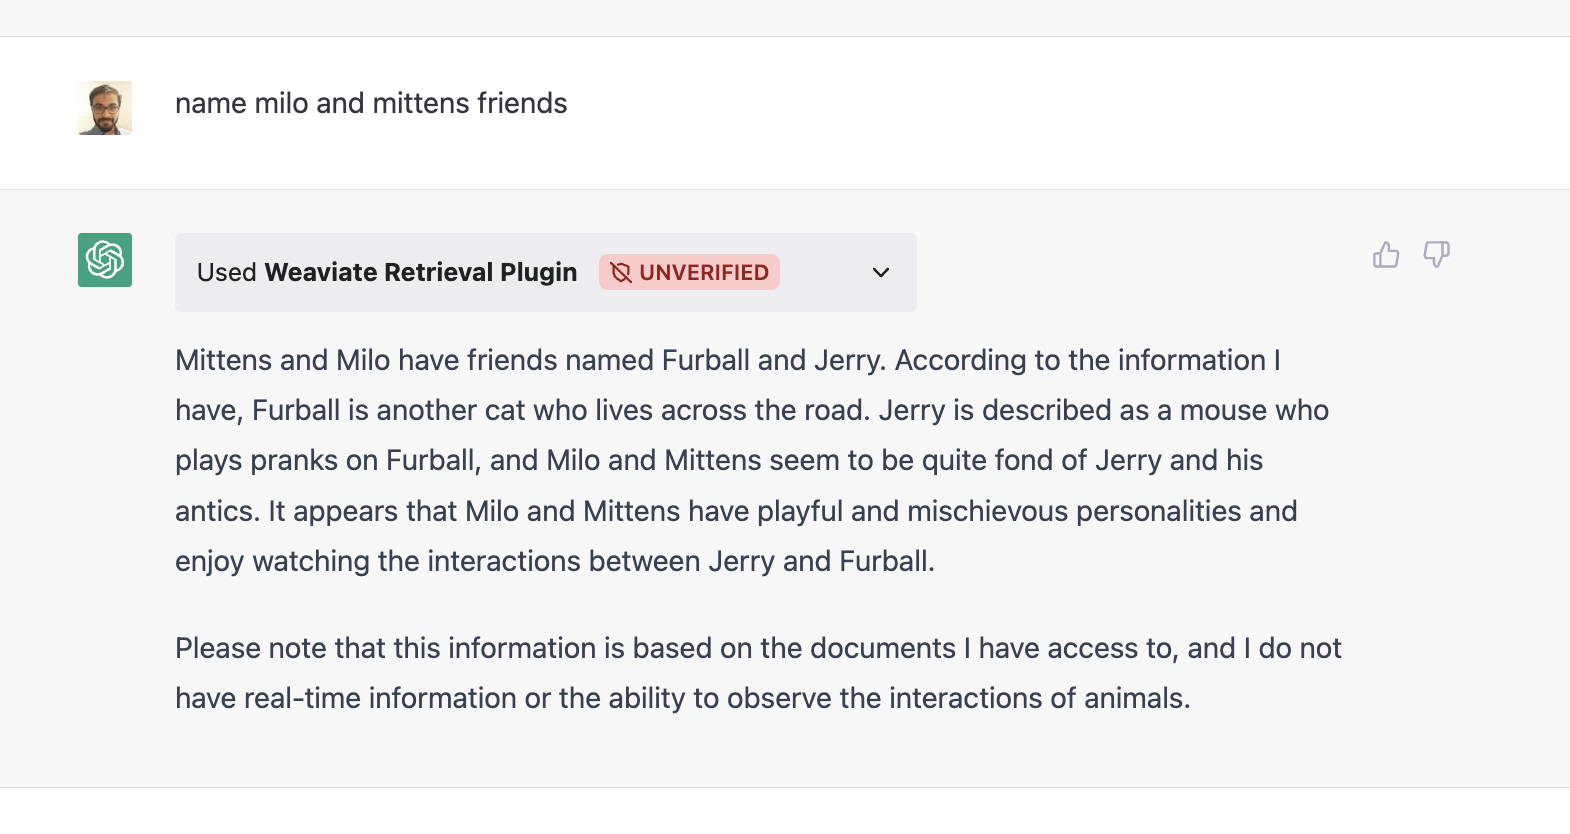 name milo and mittens friends
Used Weaviate Retrieval Plugin UNVERIFIED
Mittens and Milo have friends named Furball and Jerry. According to the information I
have, Furball is another cat who lives across the road. Jerry is described as a mouse who
plays pranks on Furball, and Milo and Mittens seem to be quite fond of Jerry and his
antics. It appears that Milo and Mittens have playful and mischievous personalities and
enjoy watching the interactions between Jerry and Furball.
Please note that this information is based on the documents I have access to, and I do not
have real-time information or the ability to observe the interactions of animals.